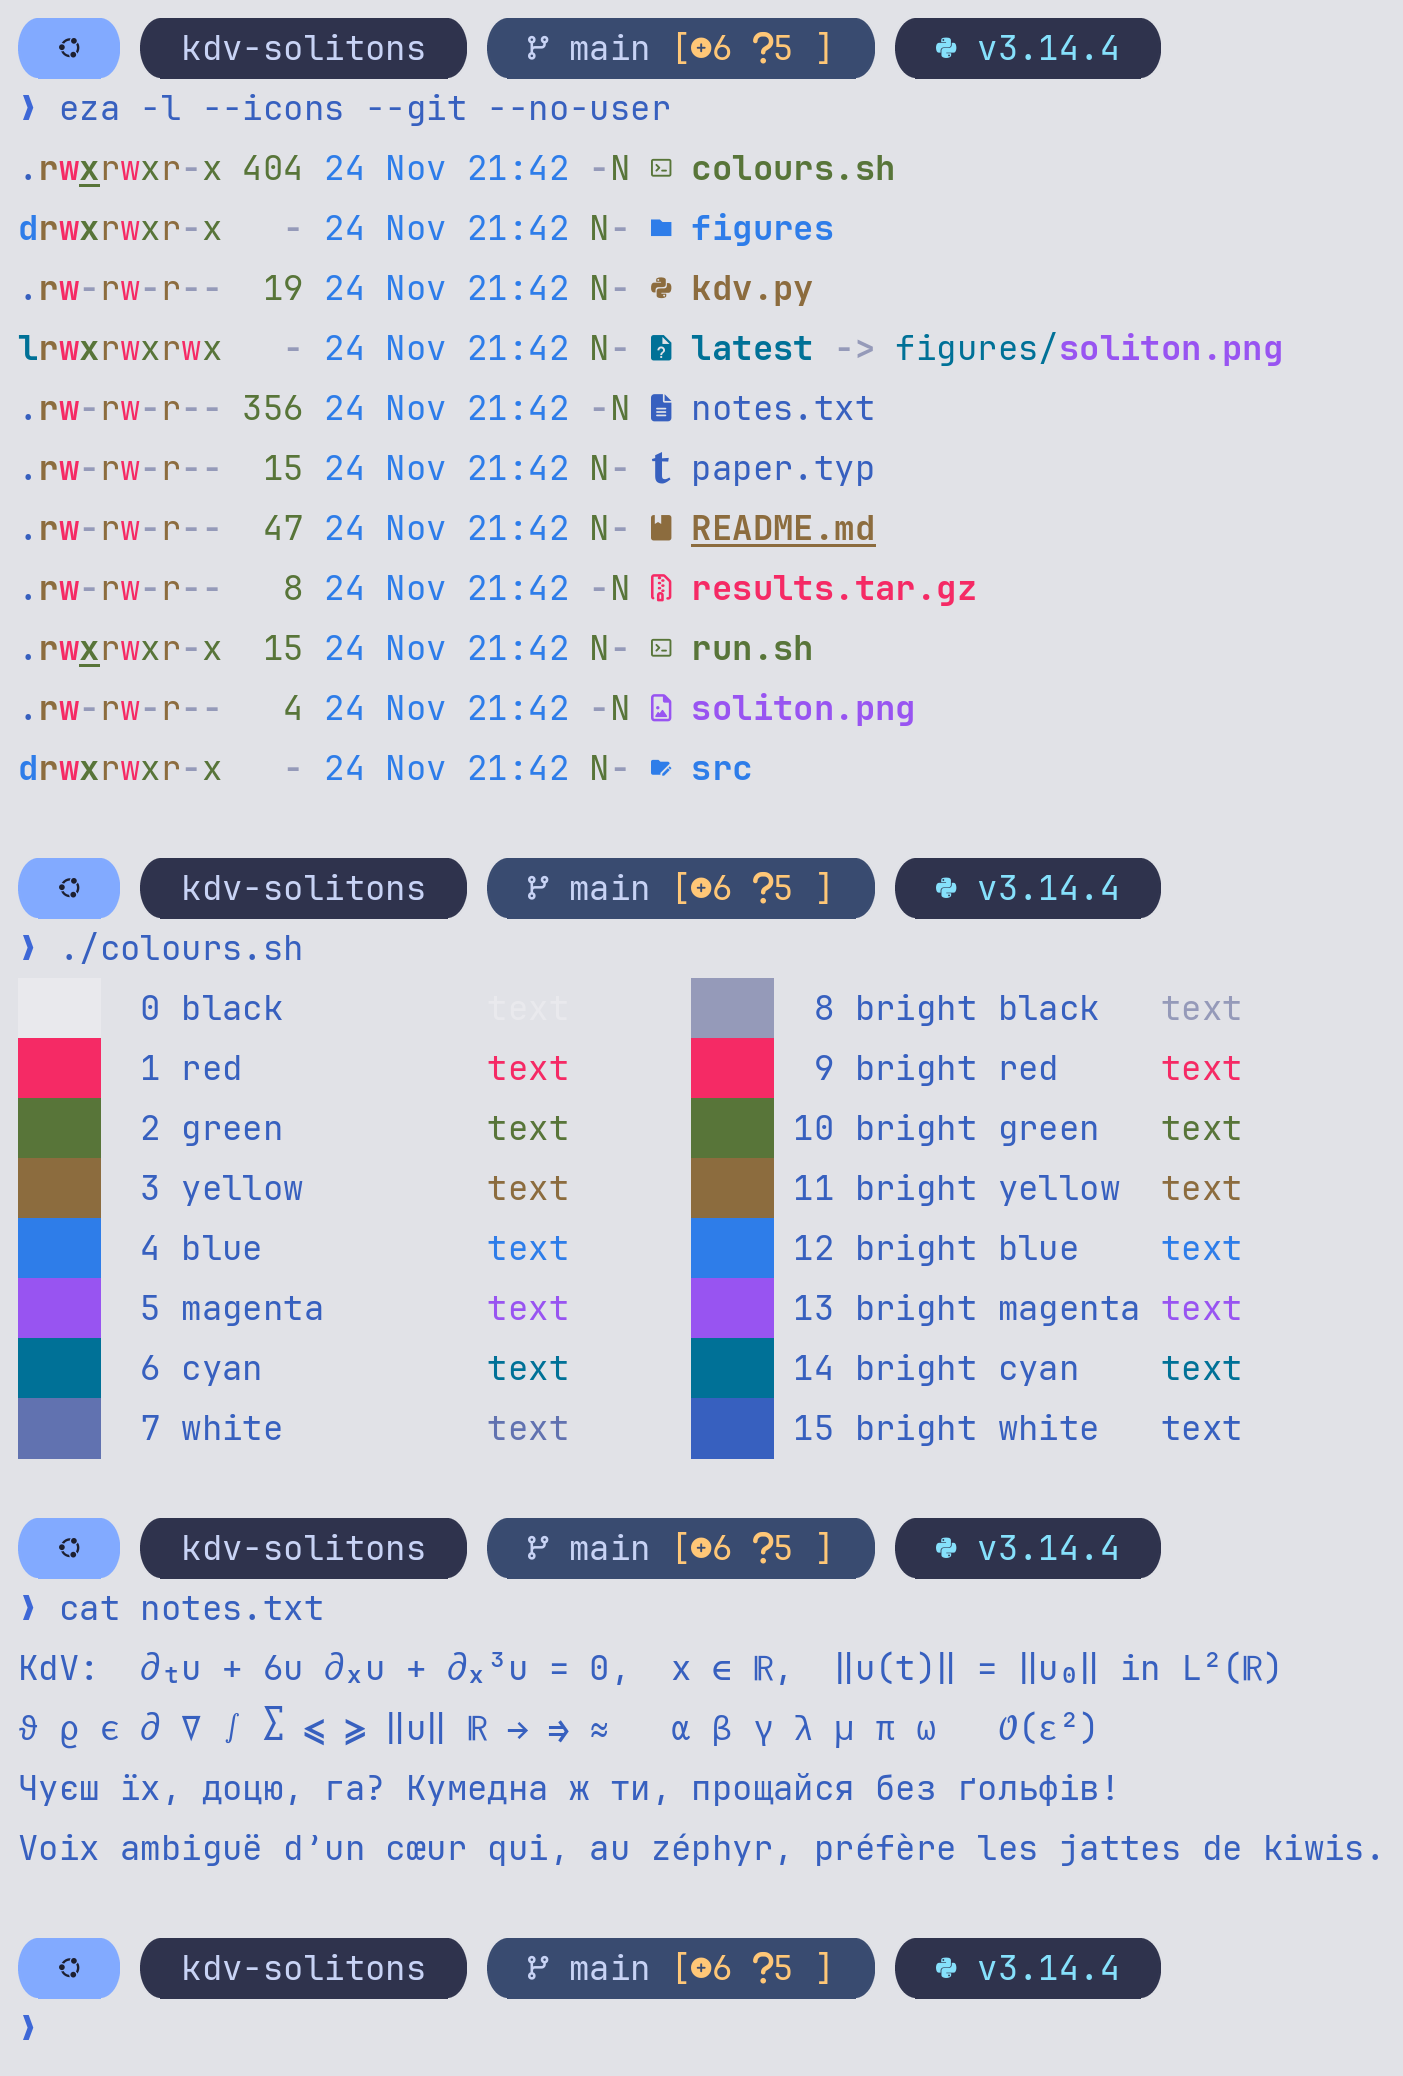 kdv-solitons main [+6 ?5 ] v3.14.4
❱ eza -l --icons --git --no-user
.rwxrwxr-x 404 24 Nov 21:42 -N colours.sh
drwxrwxr-x - 24 Nov 21:42 N- figures
.rw-rw-r-- 19 24 Nov 21:42 N- kdv.py
lrwxrwxrwx - 24 Nov 21:42 N- latest -> figures/soliton.png
.rw-rw-r-- 356 24 Nov 21:42 -N notes.txt
.rw-rw-r-- 15 24 Nov 21:42 N- paper.typ
.rw-rw-r-- 47 24 Nov 21:42 N- README.md
.rw-rw-r-- 8 24 Nov 21:42 -N results.tar.gz
.rwxrwxr-x 15 24 Nov 21:42 N- run.sh
.rw-rw-r-- 4 24 Nov 21:42 -N soliton.png
drwxrwxr-x - 24 Nov 21:42 N- src
kdv-solitons main [+6 ?5 ] v3.14.4
❱ ./colours.sh
0 black text 8 bright black text
1 red text 9 bright red text
2 green text 10 bright green text
3 yellow text 11 bright yellow text
4 blue text 12 bright blue text
5 magenta text 13 bright magenta text
6 cyan text 14 bright cyan text
7 white text 15 bright white text
kdv-solitons main [+6 ?5 ] v3.14.4
❱ cat notes.txt
KdV: ∂ₜu + 6u ∂ₓu + ∂ₓ³u = 0, x ∈ ℝ, ‖u(t)‖ = ‖u₀‖ in L²(ℝ)
ϑ ϱ ϵ ∂ ∇ ∫ ∑ ⩽ ⩾ ‖u‖ ℝ → ⇉ ≈ α β γ λ μ π ω 𝒪(ε²)
Чуєш їх, доцю, га? Кумедна ж ти, прощайся без ґольфів!
Voix ambiguë d’un cœur qui, au zéphyr, préfère les jattes de kiwis.
kdv-solitons main [+6 ?5 ] v3.14.4
❱